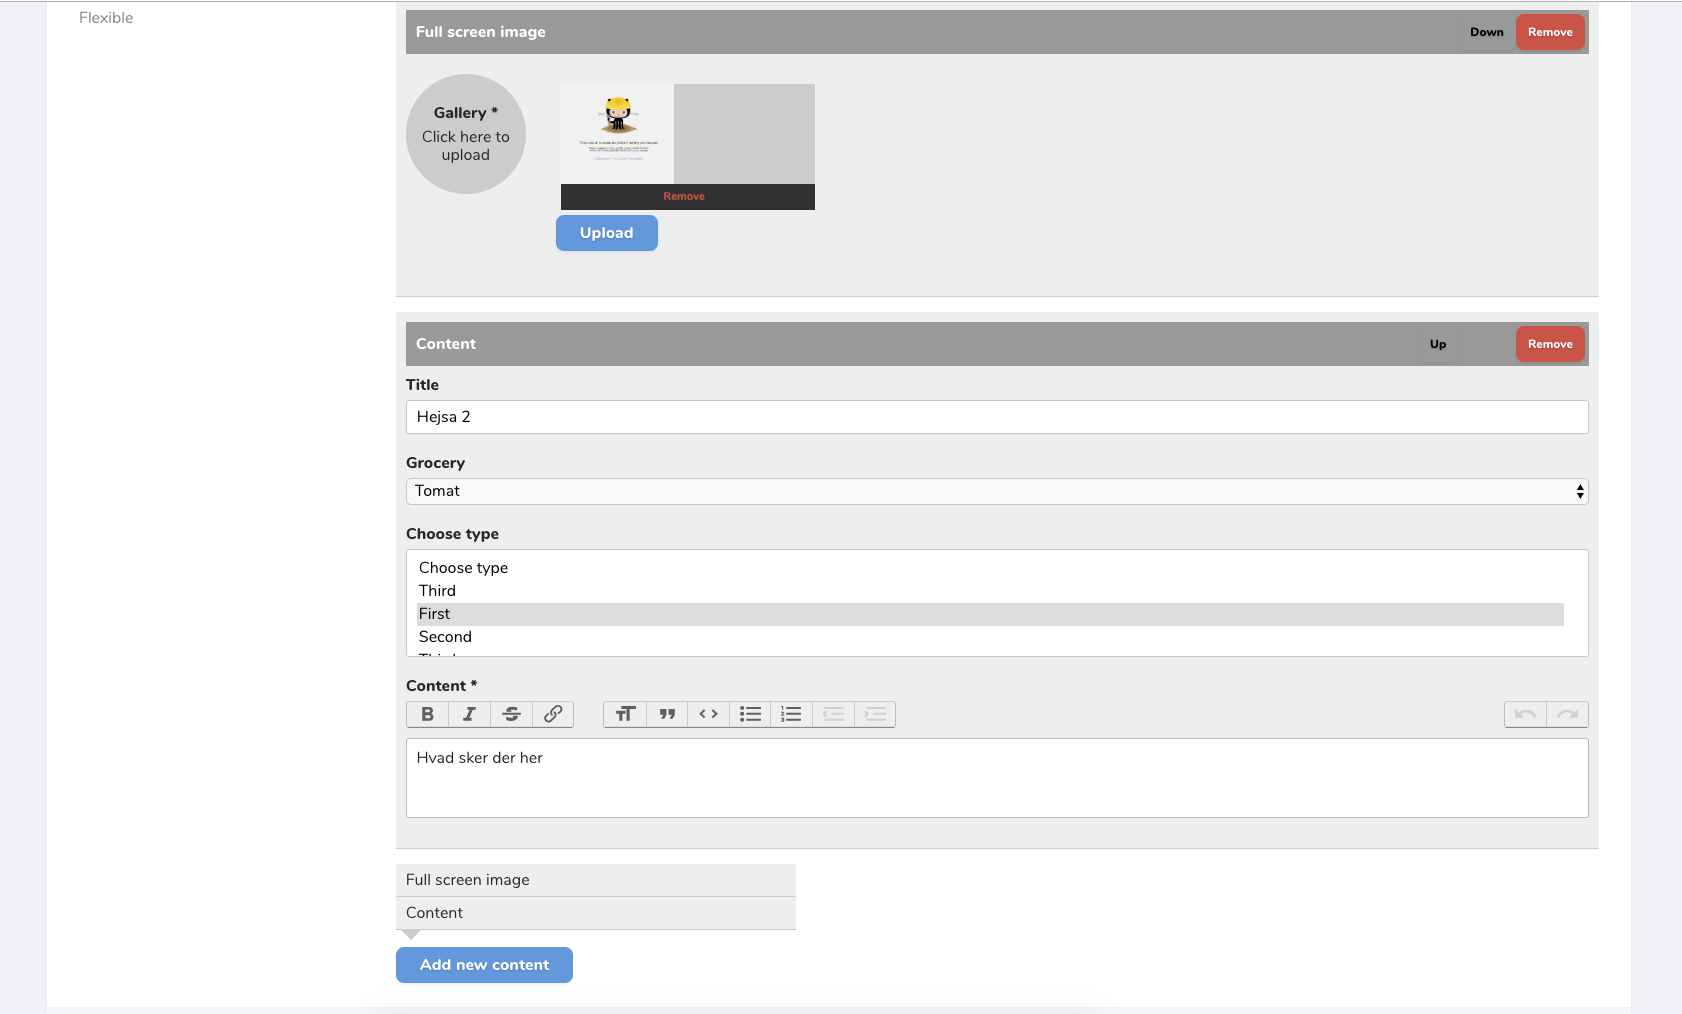 Flexible
Full screen image
Down
Remove
Gallery *
Click here to
upload
Remove
Upload
Content
Up
Remove
Title
Hejsa 2
Grocery
Tomat
Choose type
Choose type
Third
First
Second
Third
Content *
Hvad sker der her
Full screen image
Content
Add new content